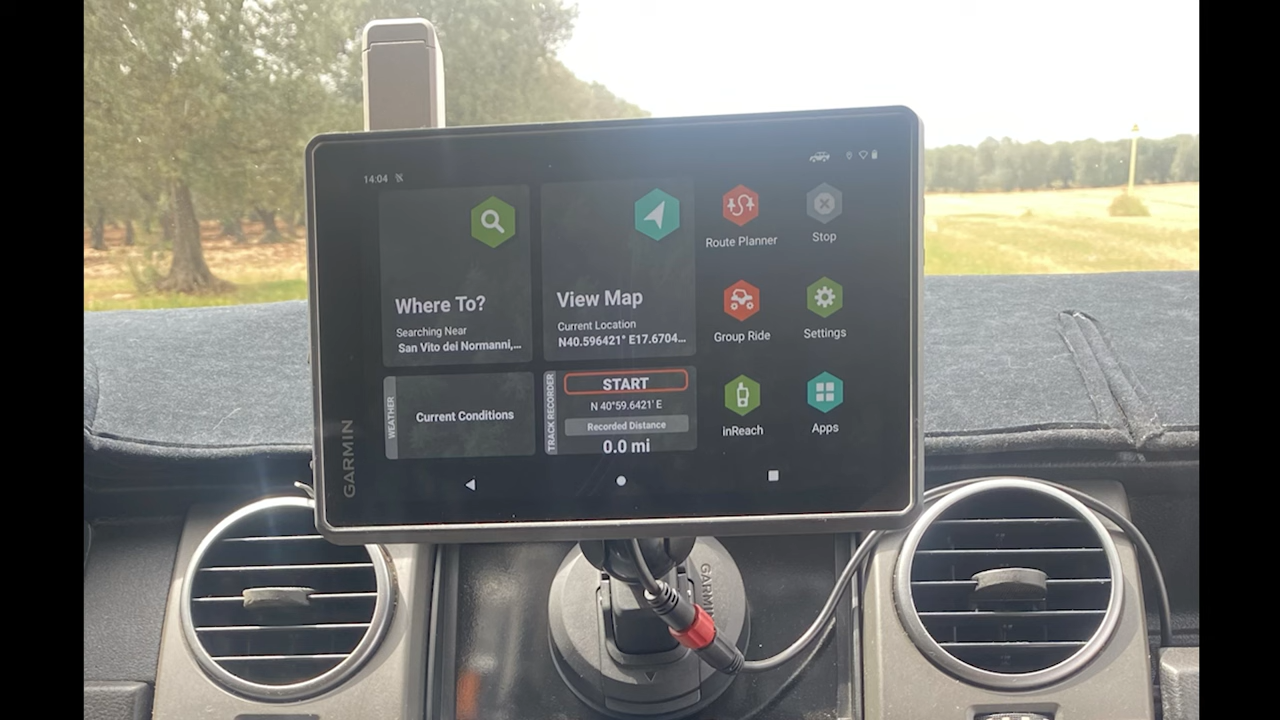 14:04
Where To?
Searching Near
San Vito dei Normanni,...
View Map
Current Location
N40.596421° E17.6704...
Route Planner
Stop
Group Ride
Settings
WEATHER
Current Conditions
TRACK RECORDER
START
N 40°59.6421' E
Recorded Distance
0.0 mi
inReach
Apps
GARMIN
GARMIN